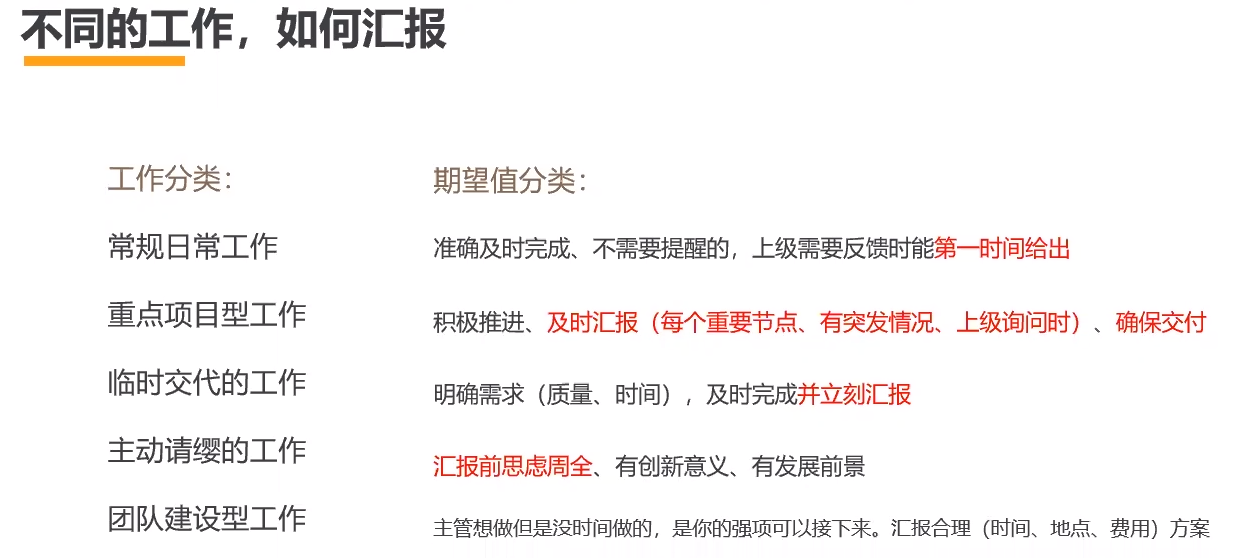 不同的工作，如何汇报
工作分类： 期望值分类：
常规日常工作 准确及时完成、不需要提醒的，上级需要反馈时能第一时间给出
重点项目型工作 积极推进、及时汇报（每个重要节点、有突发情况、上级询问时）、确保交付
临时交代的工作 明确需求（质量、时间），及时完成并立刻汇报
主动请缨的工作 汇报前思虑周全、有创新意义、有发展前景
团队建设型工作 主管想做但是没时间做的，是你的强项可以接下来。汇报合理（时间、地点、费用）方案